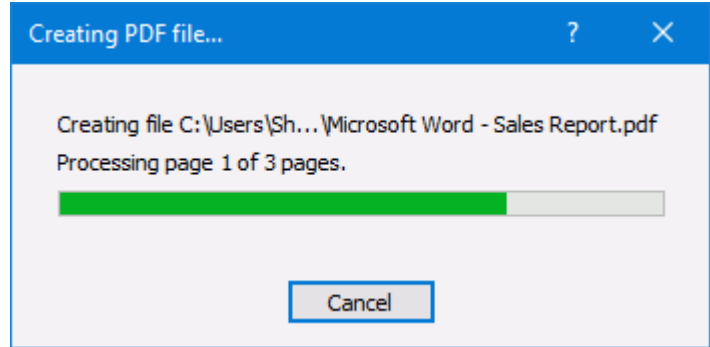 Creating PDF file...
Creating file C:\Users\Sh...\Microsoft Word - Sales Report.pdf
Processing page 1 of 3 pages.
Cancel